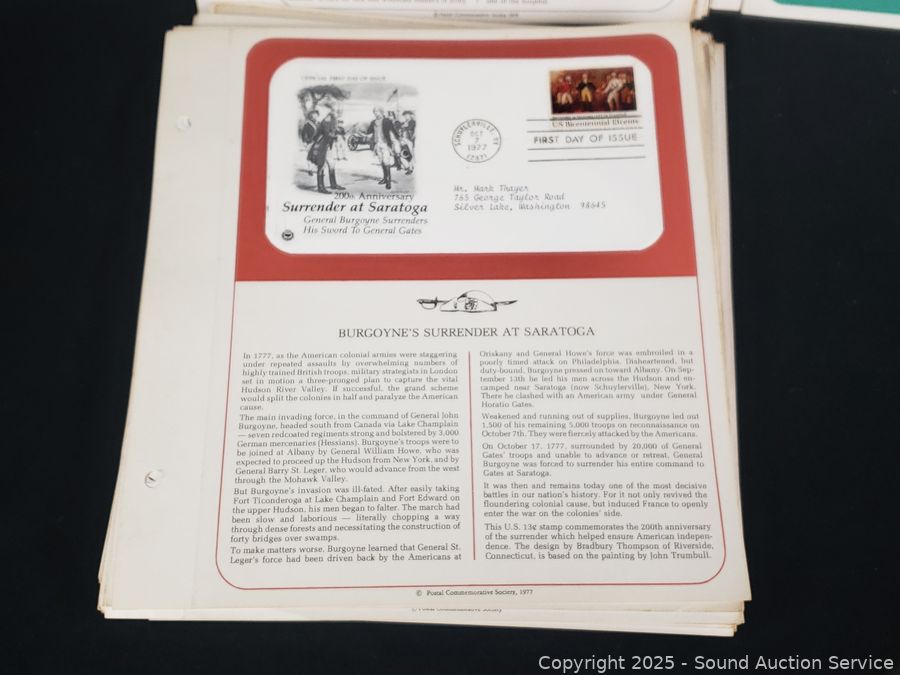 © Postal Commemorative Society, 1977
OFFICIAL FIRST DAY OF ISSUE
US Bicentennial 13cents
SCHUYLERVILLE, NY
OCT
7
1977
12871
FIRST DAY OF ISSUE
200th Anniversary
Surrender at Saratoga
General Burgoyne Surrenders
His Sword To General Gates
Mr. Mark Thayer
765 George Taylor Road
Silver Lake, Washington 98645
BURGOYNE'S SURRENDER AT SARATOGA
In 1777, as the American colonial armies were staggering
under repeated assaults by overwhelming numbers of
highly trained British troops, military strategists in London
set in motion a three-pronged plan to capture the vital
Hudson River Valley. If successful, the grand scheme
would split the colonies in half and paralyze the American
cause.
The main invading force, in the command of General John
Burgoyne, headed south from Canada via Lake Champlain
— seven redcoated regiments strong and bolstered by 3,000
German mercenaries (Hessians). Burgoyne's troops were to
be joined at Albany by General William Howe, who was
expected to proceed up the Hudson from New York, and by
General Barry St. Leger, who would advance from the west
through the Mohawk Valley.
But Burgoyne's invasion was ill-fated. After easily taking
Fort Ticonderoga at Lake Champlain and Fort Edward on
the upper Hudson, his men began to falter. The march had
been slow and laborious — literally chopping a way
through dense forests and necessitating the construction of
forty bridges over swamps.
To make matters worse, Burgoyne learned that General St.
Leger's force had been driven back by the Americans at
Oriskany and General Howe's force was embroiled in a
poorly timed attack on Philadelphia. Disheartened, but
duty-bound, Burgoyne pressed on toward Albany. On Sep-
tember 13th he led his men across the Hudson and en-
camped near Saratoga (now Schuylerville), New York.
There he clashed with an American army under General
Horatio Gates.
Weakened and running out of supplies, Burgoyne led out
1,500 of his remaining 5,000 troops on reconnaissance on
October 7th. They were fiercely attacked by the Americans.
On October 17, 1777, surrounded by 20,000 of General
Gates' troops and unable to advance or retreat, General
Burgoyne was forced to surrender his entire command to
Gates at Saratoga.
It was then and remains today one of the most decisive
battles in our nation's history. For it not only revived the
floundering colonial cause, but induced France to openly
enter the war on the colonies' side.
This U.S. 13¢ stamp commemorates the 200th anniversary
of the surrender which helped ensure American indepen-
dence. The design by Bradbury Thompson of Riverside,
Connecticut, is based on the painting by John Trumbull.
© Postal Commemorative Society, 1977
© Postal Commemorative Society
Copyright 2025 - Sound Auction Service